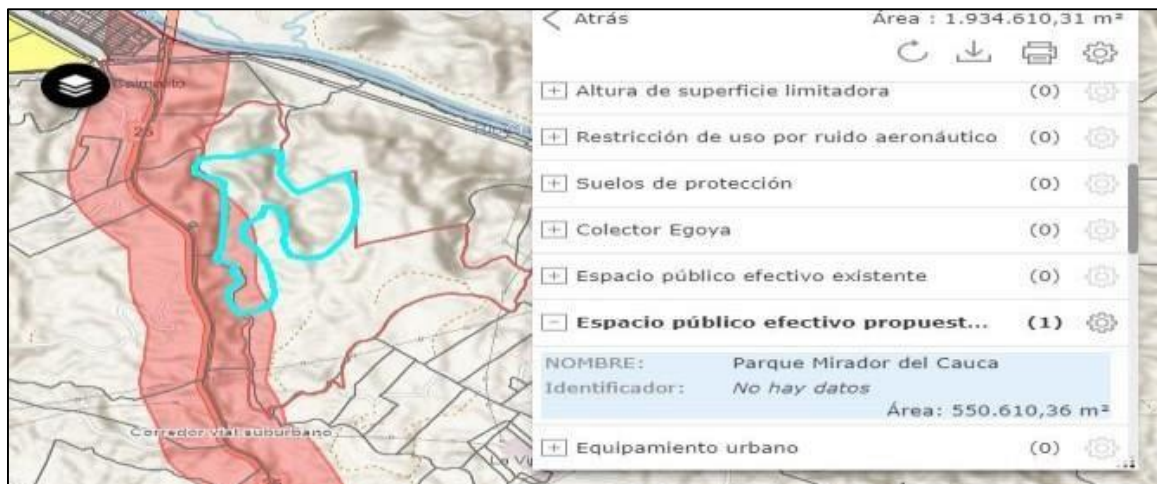 Atrás
Área : 1.934.610,31 m²
Altura de superficie limitadora (0)
Restricción de uso por ruido aeronáutico (0)
Suelos de protección (0)
Colector Egoya (0)
Espacio público efectivo existente (0)
Espacio público efectivo propuest... (1)
NOMBRE: Parque Mirador del Cauca
Identificador: No hay datos
Área: 550.610,36 m²
Equipamiento urbano (0)
25
Corredor vial suburbano